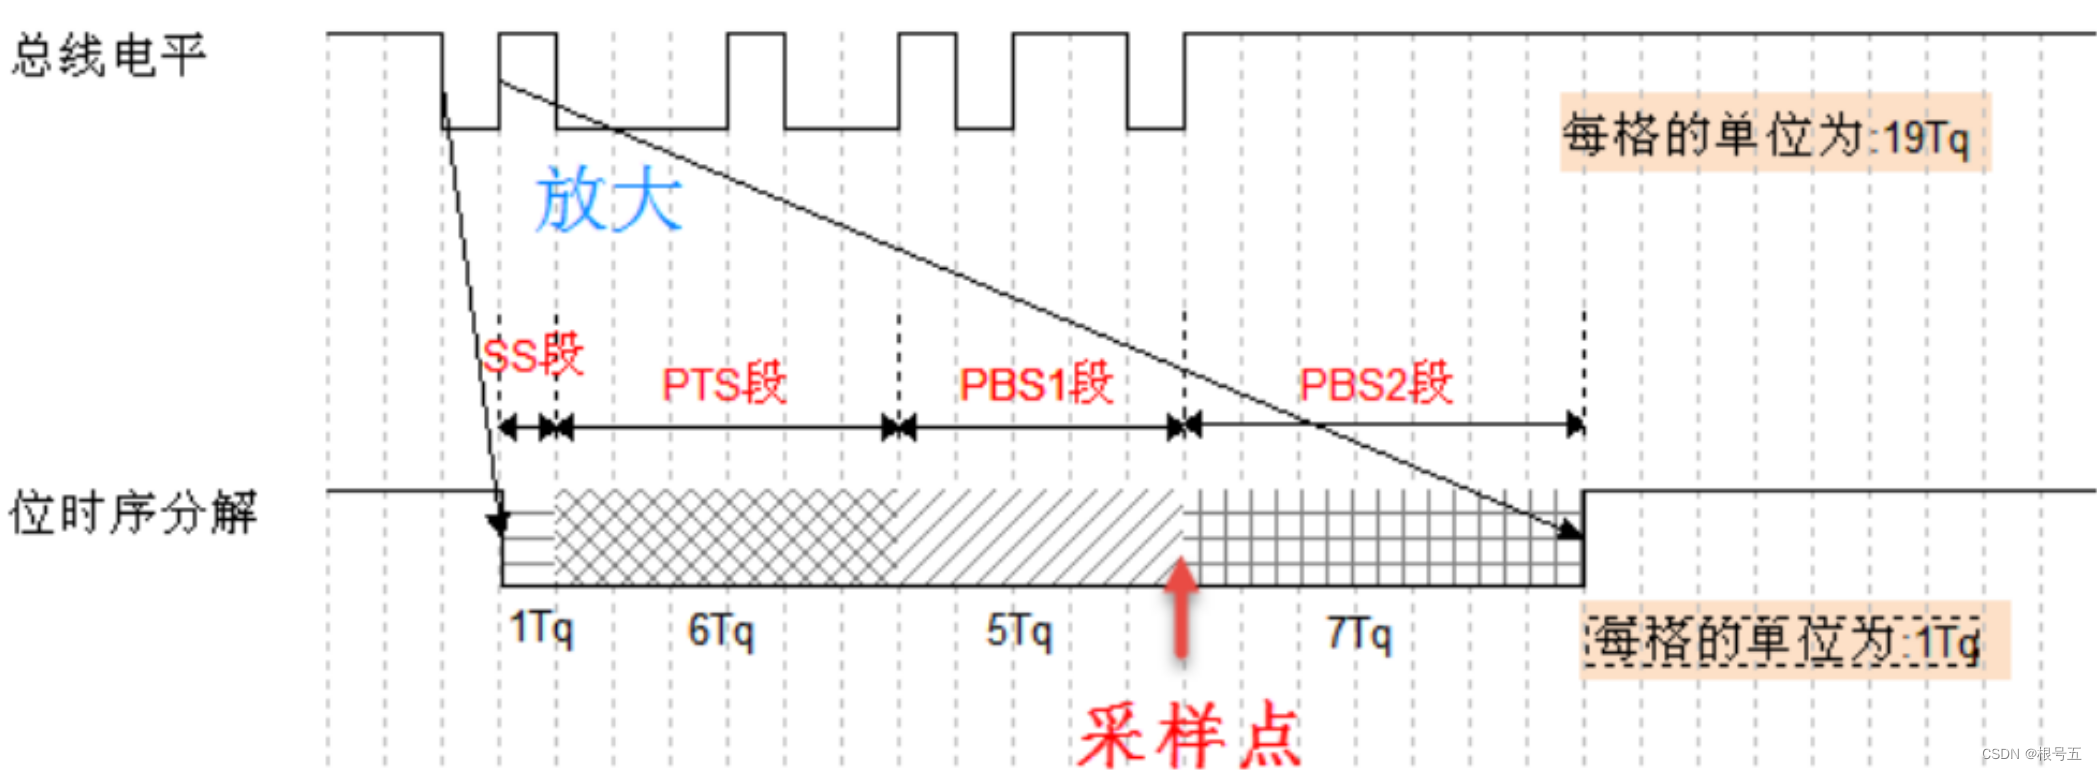 总线电平
每格的单位为:19Tq
放大
SS段
PTS段
PBS1段
PBS2段
位时序分解
1Tq
6Tq
5Tq
7Tq
每格的单位为:1Tq
采样点
CSDN @根号五